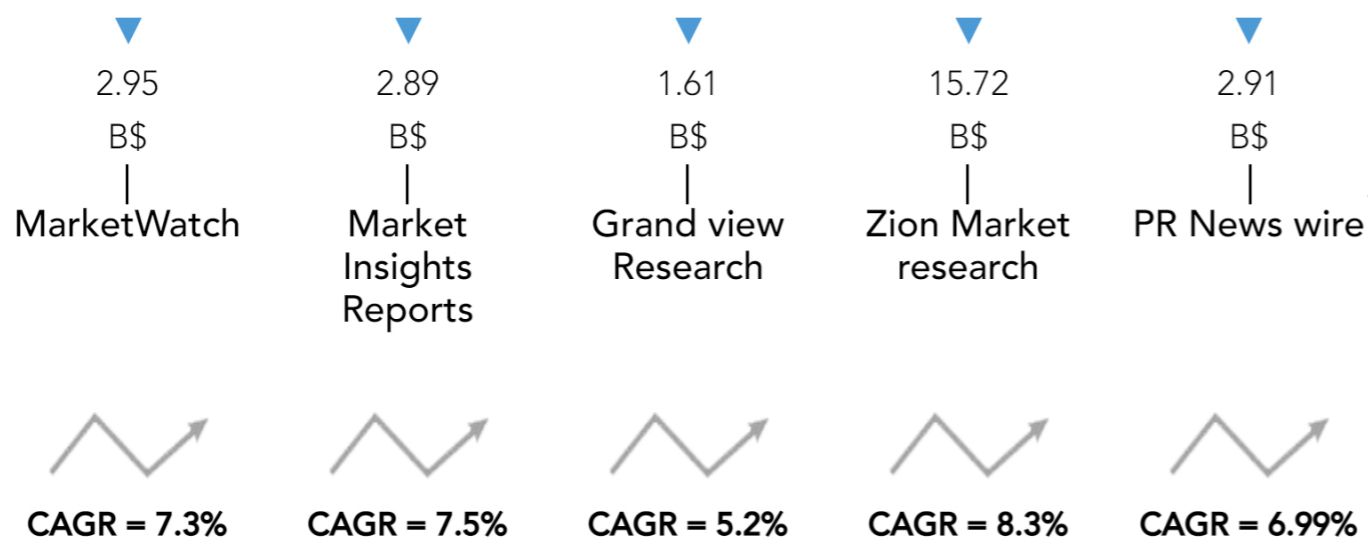 2.95
B$
MarketWatch
CAGR = 7.3%
2.89
B$
Market
Insights
Reports
CAGR = 7.5%
1.61
B$
Grand view
Research
CAGR = 5.2%
15.72
B$
Zion Market
research
CAGR = 8.3%
2.91
B$
PR News wire
CAGR = 6.99%